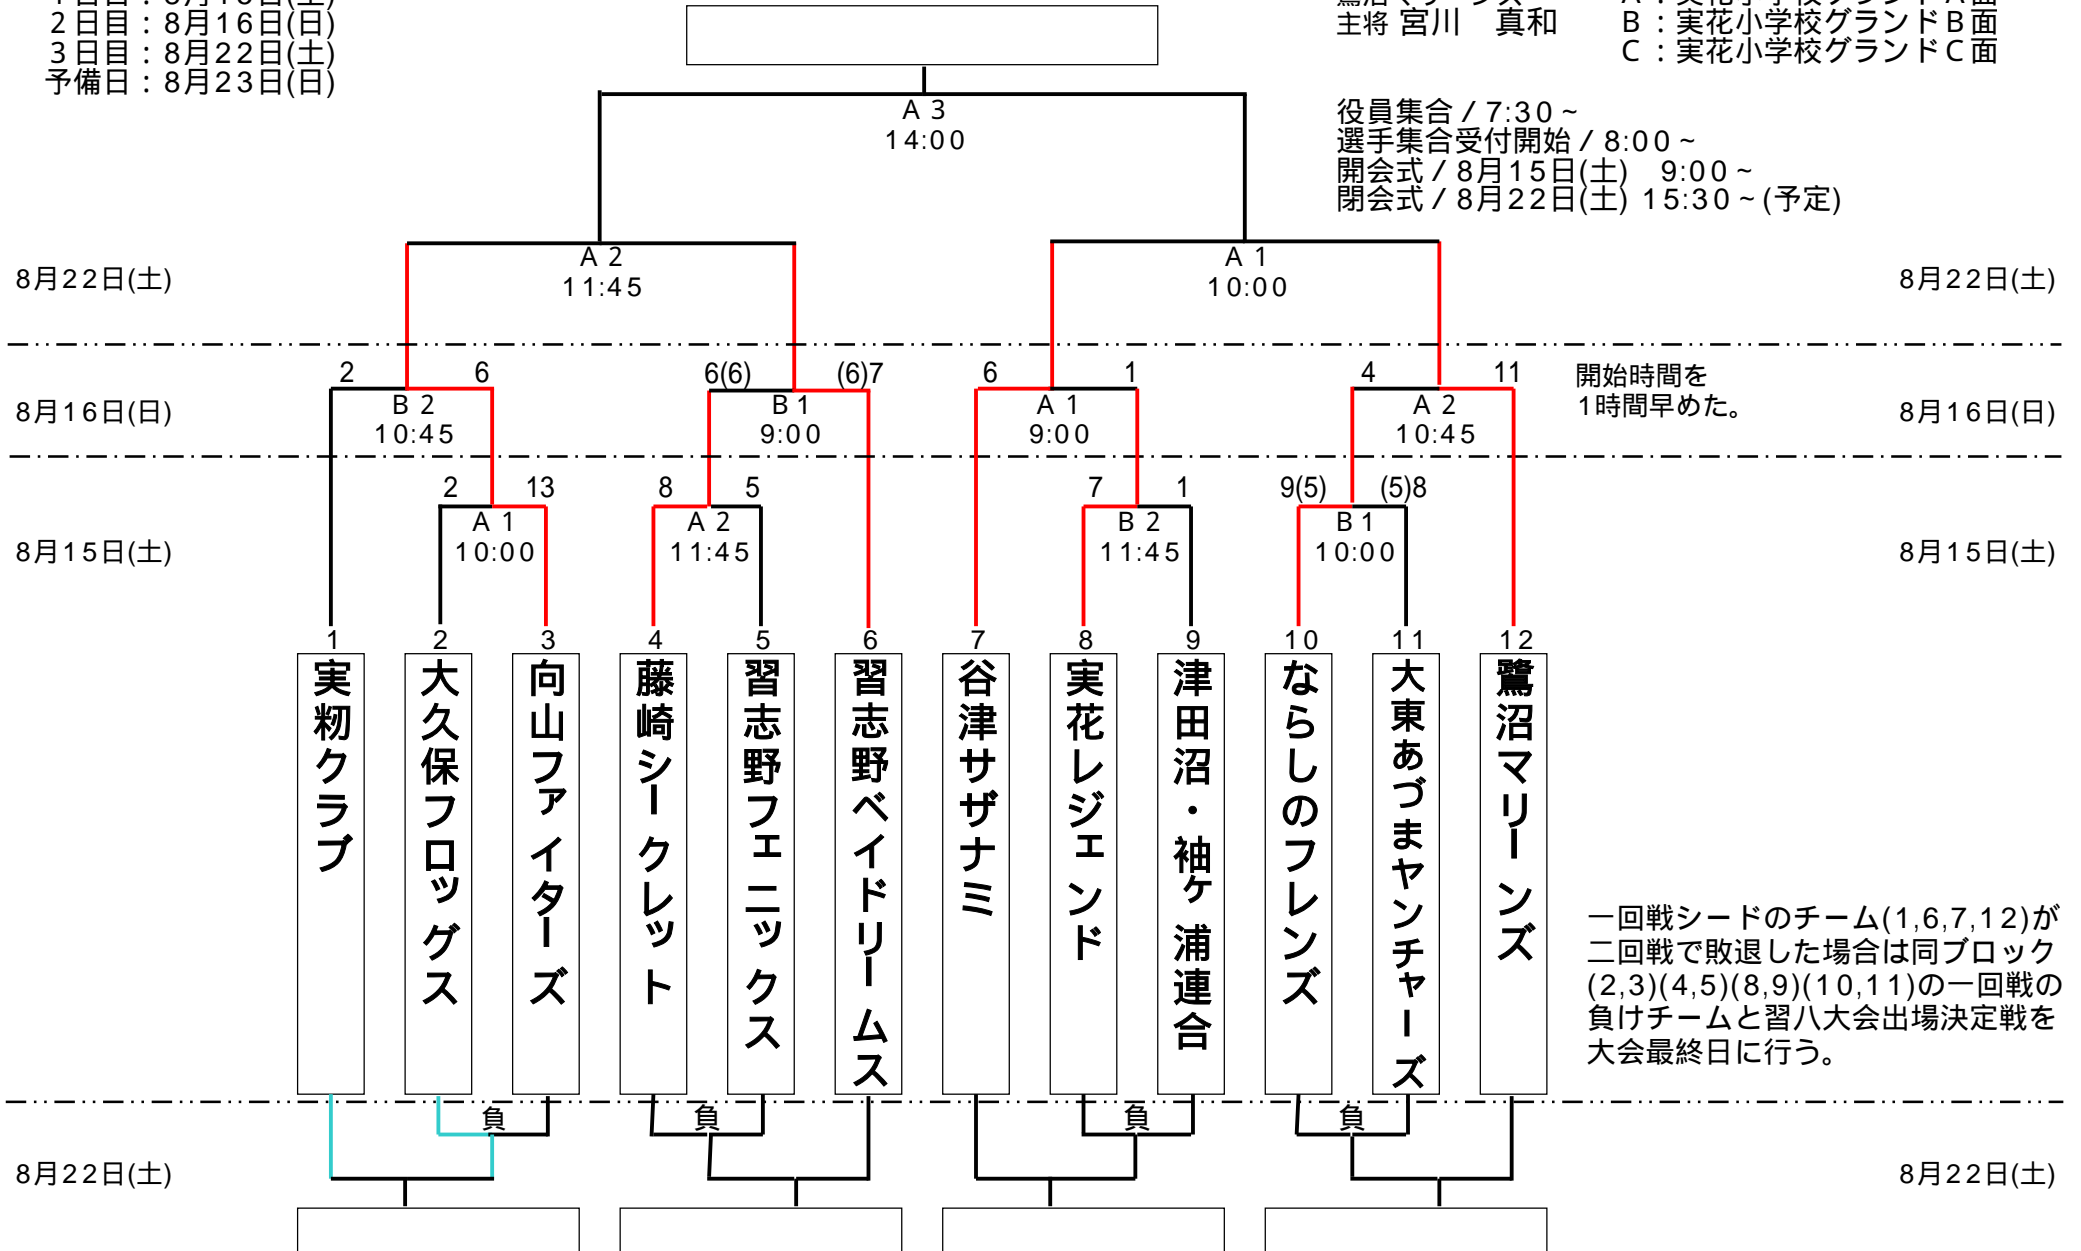 2日目：8月16日(日)
3日目：8月22日(土)
予備日：8月23日(日)
主将 宮川　真和
B：実花小学校グランドB面
C：実花小学校グランドC面
役員集合 / 7:30 ~
選手集合受付開始 / 8:00 ~
開会式 / 8月15日(土)　9:00 ~
閉会式 / 8月22日(土) 15:30 ~ (予定)
A 3
14:00
8月22日(土)
A 2
11:45
A 1
10:00
8月22日(土)
2 6
6(6) (6)7
6 1
4 11
開始時間を
1時間早めた。
8月16日(日)
B 2
10:45
B 1
9:00
A 1
9:00
A 2
10:45
8月16日(日)
2 13
8 5
7 1
9(5) (5)8
8月15日(土)
A 1
10:00
A 2
11:45
B 2
11:45
B 1
10:00
8月15日(土)
1
実籾クラブ
2
大久保フロッグス
3
向山ファイターズ
4
藤崎シークレット
5
習志野フェニックス
6
習志野ベイドリームス
7
谷津サザナミ
8
実花レジェンド
9
津田沼・袖ケ浦連合
10
ならしのフレンズ
11
大東あづまヤンチャーズ
12
鷺沼マリーンズ
一回戦シードのチーム(1,6,7,12)が
二回戦で敗退した場合は同ブロック
(2,3)(4,5)(8,9)(10,11)の一回戦の
負けチームと習八大会出場決定戦を
大会最終日に行う。
負
負
負
負
8月22日(土)
8月22日(土)